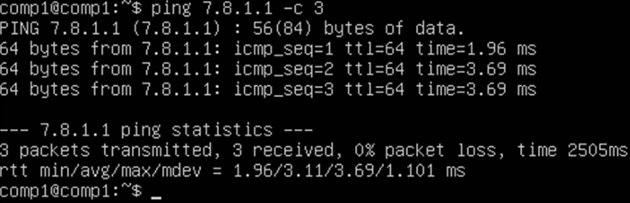 comp1@comp1:~$ ping 7.8.1.1 -c 3
PING 7.8.1.1 (7.8.1.1) : 56(84) bytes of data.
64 bytes from 7.8.1.1: icmp_seq=1 ttl=64 time=1.96 ms
64 bytes from 7.8.1.1: icmp_seq=2 ttl=64 time=3.69 ms
64 bytes from 7.8.1.1: icmp_seq=3 ttl=64 time=3.69 ms
--- 7.8.1.1 ping statistics ---
3 packets transmitted, 3 received, 0% packet loss, time 2505ms
rtt min/avg/max/mdev = 1.96/3.11/3.69/1.101 ms
comp1@comp1:~$ _